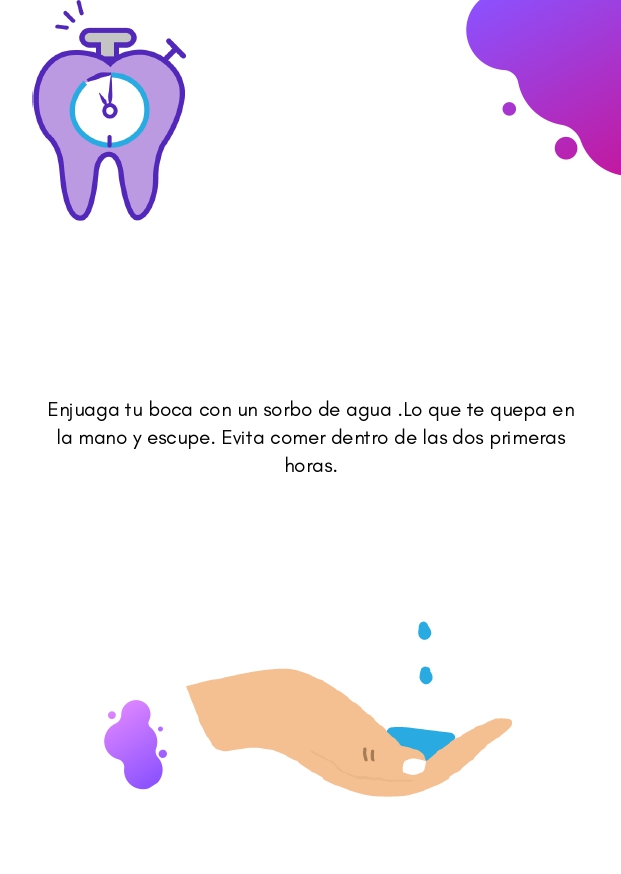 Enjuaga tu boca con un sorbo de agua .Lo que te quepa en
la mano y escupe. Evita comer dentro de las dos primeras
horas.